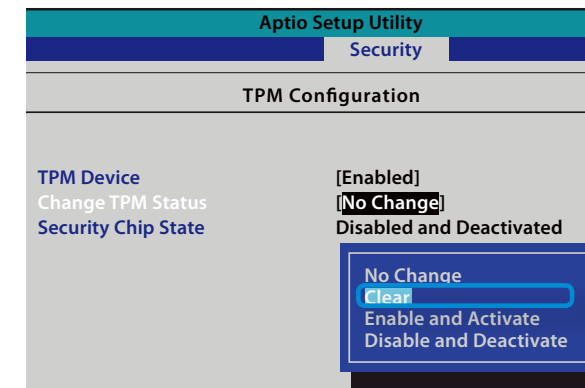 Aptio Setup Utility
Security
TPM Configuration
TPM Device [Enabled]
Change TPM Status [No Change]
Security Chip State Disabled and Deactivated
No Change
Clear
Enable and Activate
Disable and Deactivate